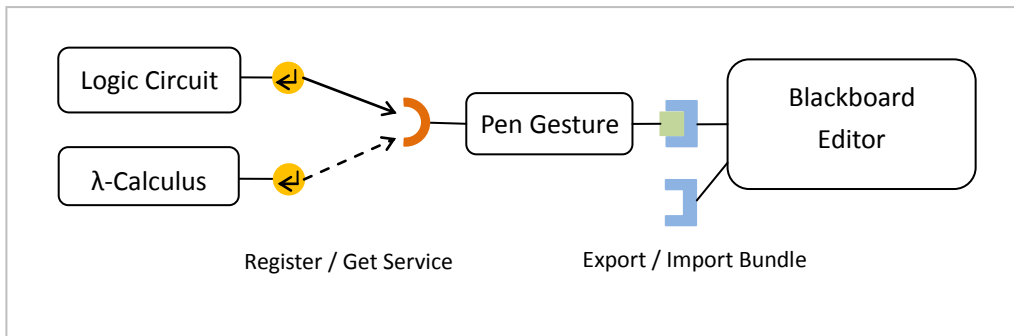 Logic Circuit
λ-Calculus
Pen Gesture
Blackboard
Editor
Register / Get Service
Export / Import Bundle